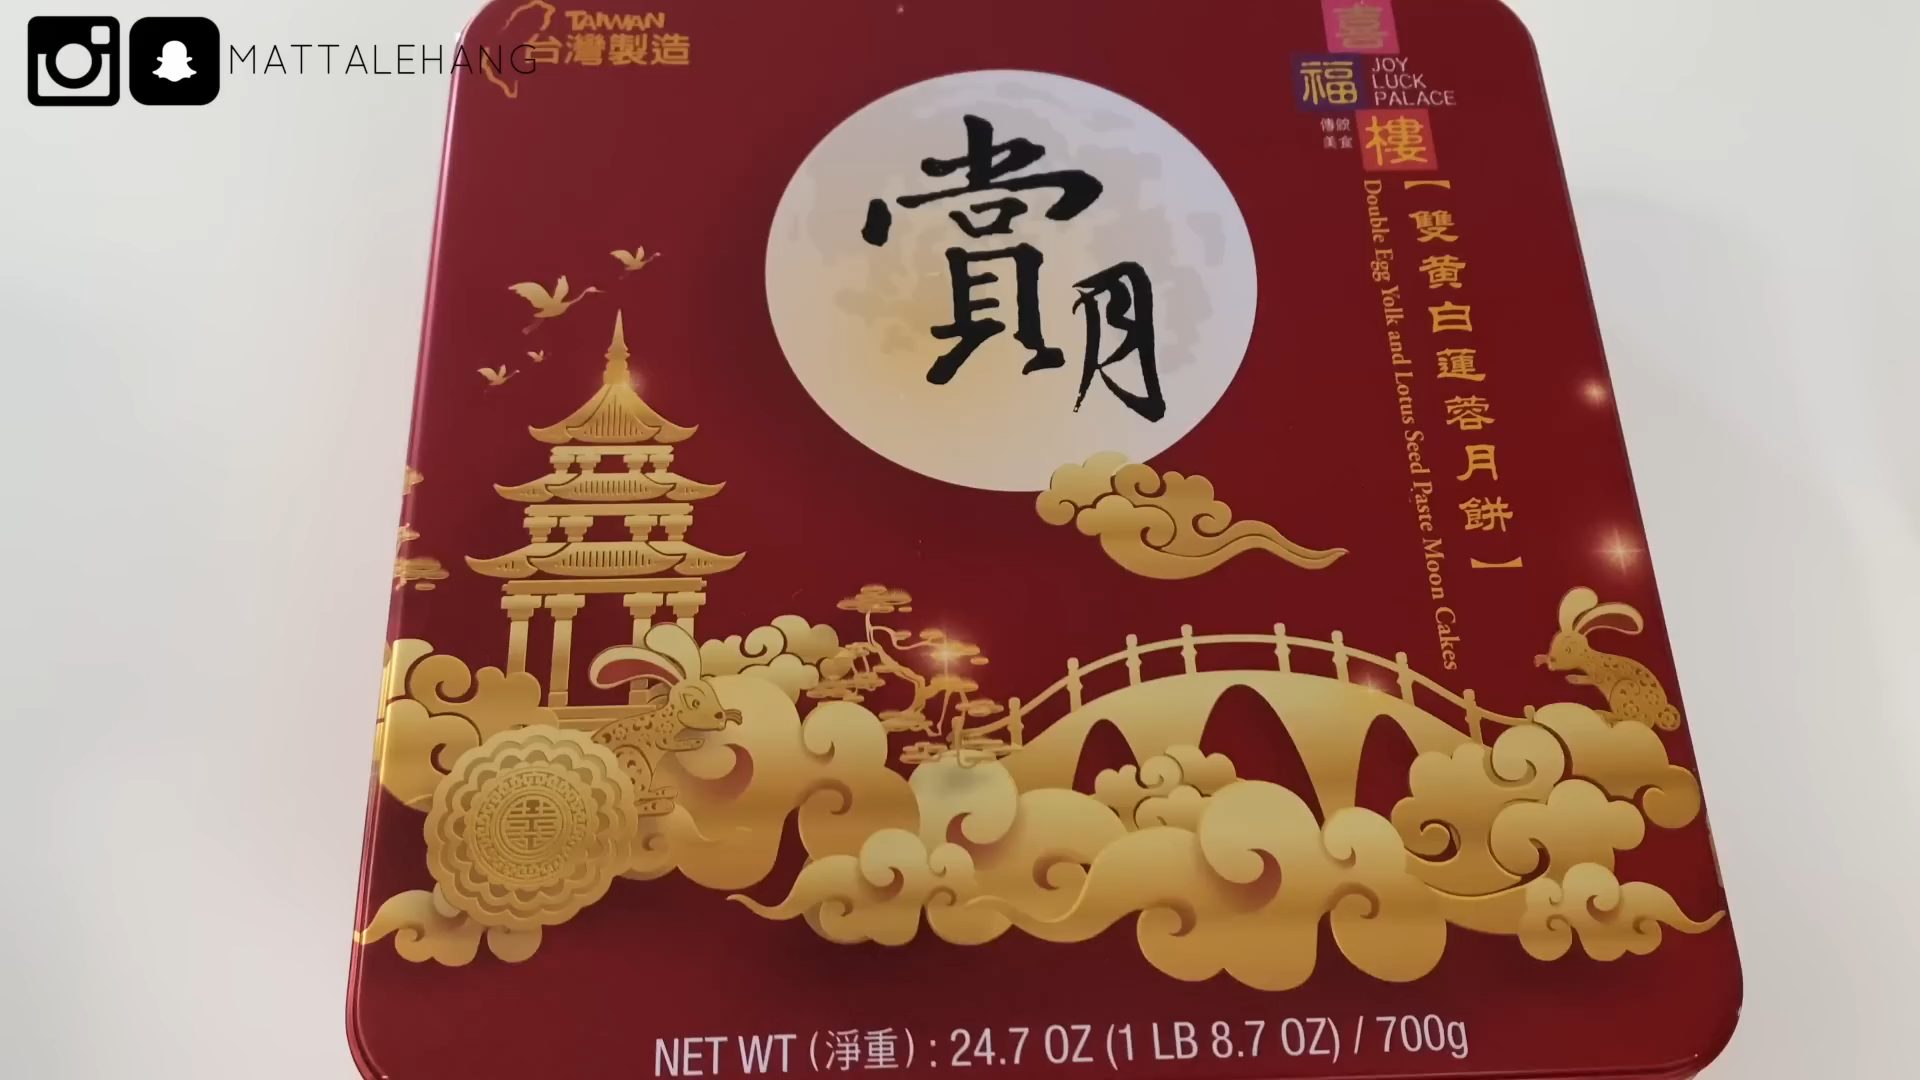 MATTALEHANG
TAIWAN
台灣製造
喜
福
樓
JOY
LUCK
PALACE
傳統
美食
賞月
【雙黄白蓮蓉月餅】
Double Egg Yolk and Lotus Seed Paste Moon Cakes
囍
NET WT (淨重) : 24.7 OZ (1 LB 8.7 OZ) / 700g